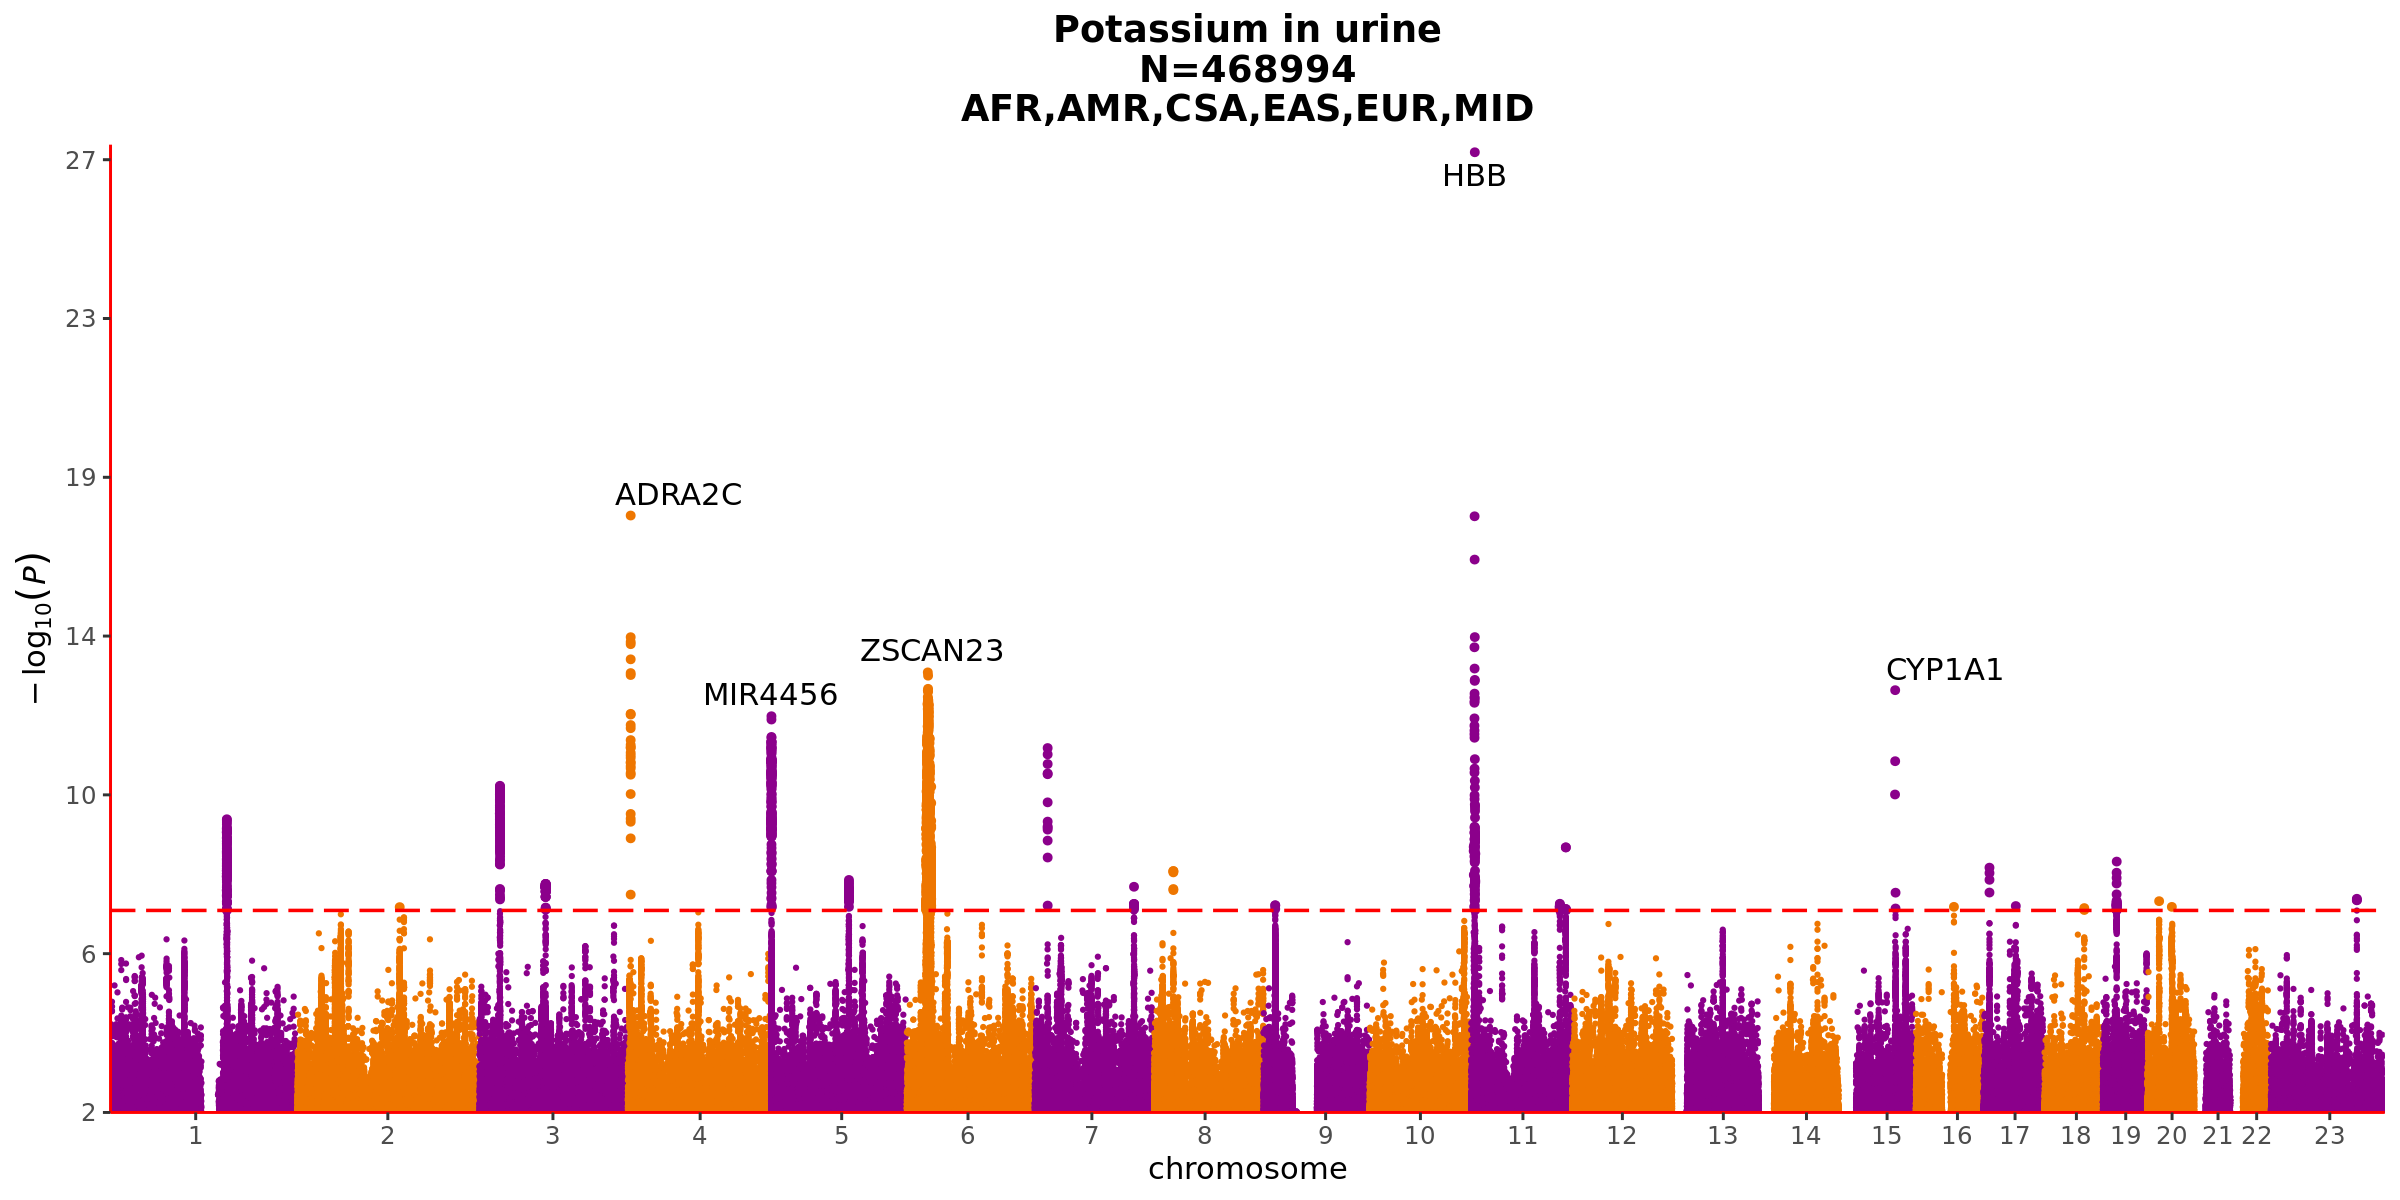 Potassium in urine
N=468994
AFR,AMR,CSA,EAS,EUR,MID
27
HBB
23
19
ADRA2C
14
ZSCAN23
CYP1A1
MIR4456
10
6
2
−log10(P)
1 2 3 4 5 6 7 8 9 10 11 12 13 14 15 16 17 18 19 20 21 22 23
chromosome